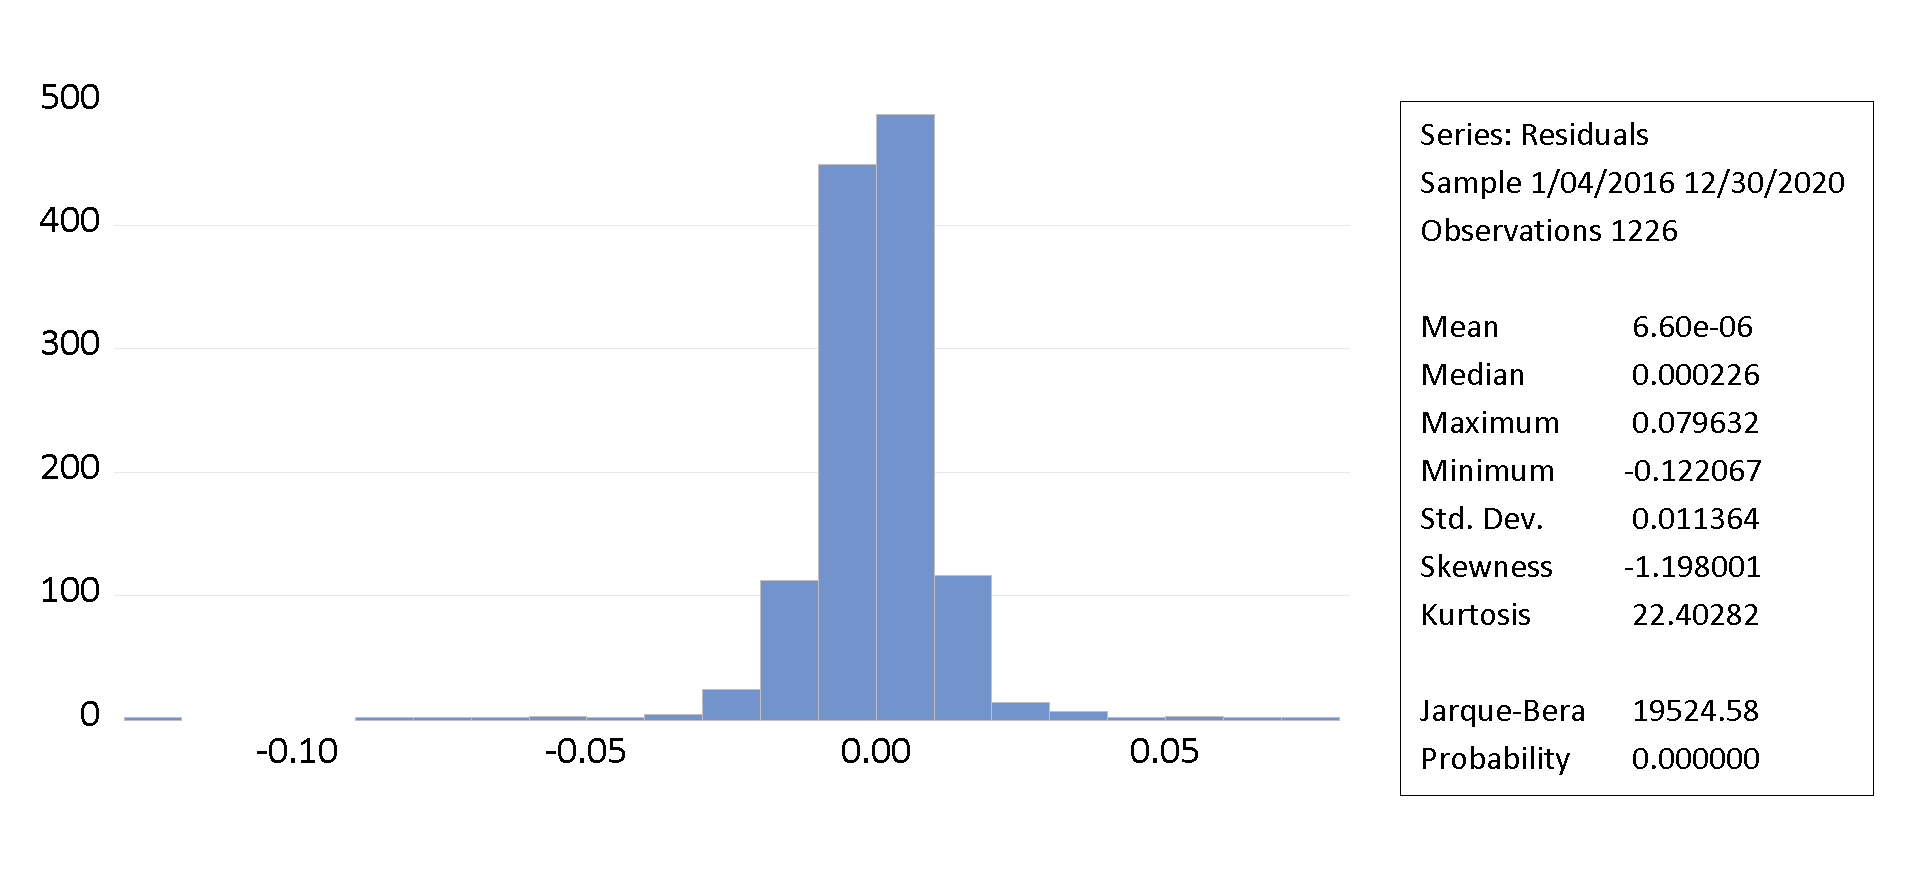 500
400
300
200
100
0
-0.10 -0.05 0.00 0.05
Series: Residuals
Sample 1/04/2016 12/30/2020
Observations 1226
Mean 6.60e-06
Median 0.000226
Maximum 0.079632
Minimum -0.122067
Std. Dev. 0.011364
Skewness -1.198001
Kurtosis 22.40282
Jarque-Bera 19524.58
Probability 0.000000